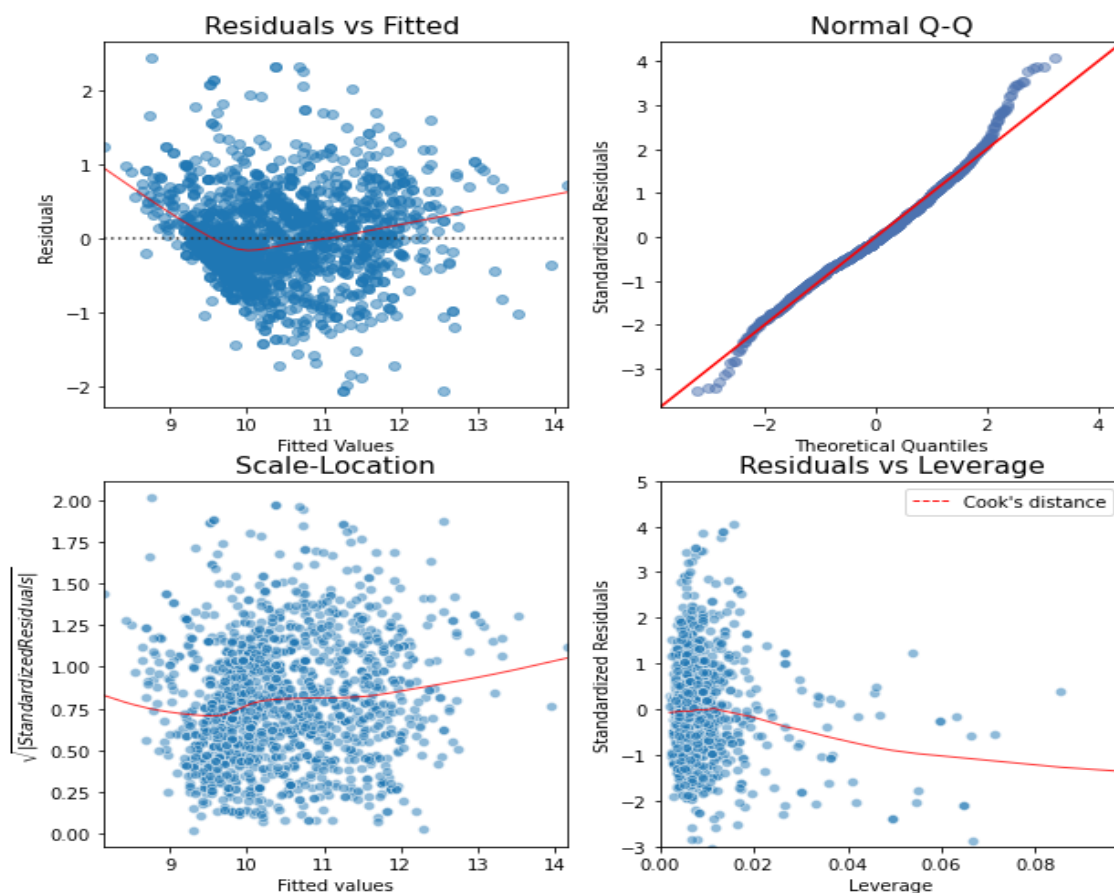 Residuals vs Fitted
Residuals
2
1
0
−1
−2
9 10 11 12 13 14
Fitted Values
Normal Q-Q
Standardized Residuals
4
3
2
1
0
−1
−2
−3
−2 0 2 4
Theoretical Quantiles
Scale-Location
√|StandardizedResiduals|
2.00
1.75
1.50
1.25
1.00
0.75
0.50
0.25
0.00
9 10 11 12 13 14
Fitted values
Residuals vs Leverage
Cook's distance
Standardized Residuals
5
4
3
2
1
0
−1
−2
−3
0.00 0.02 0.04 0.06 0.08
Leverage